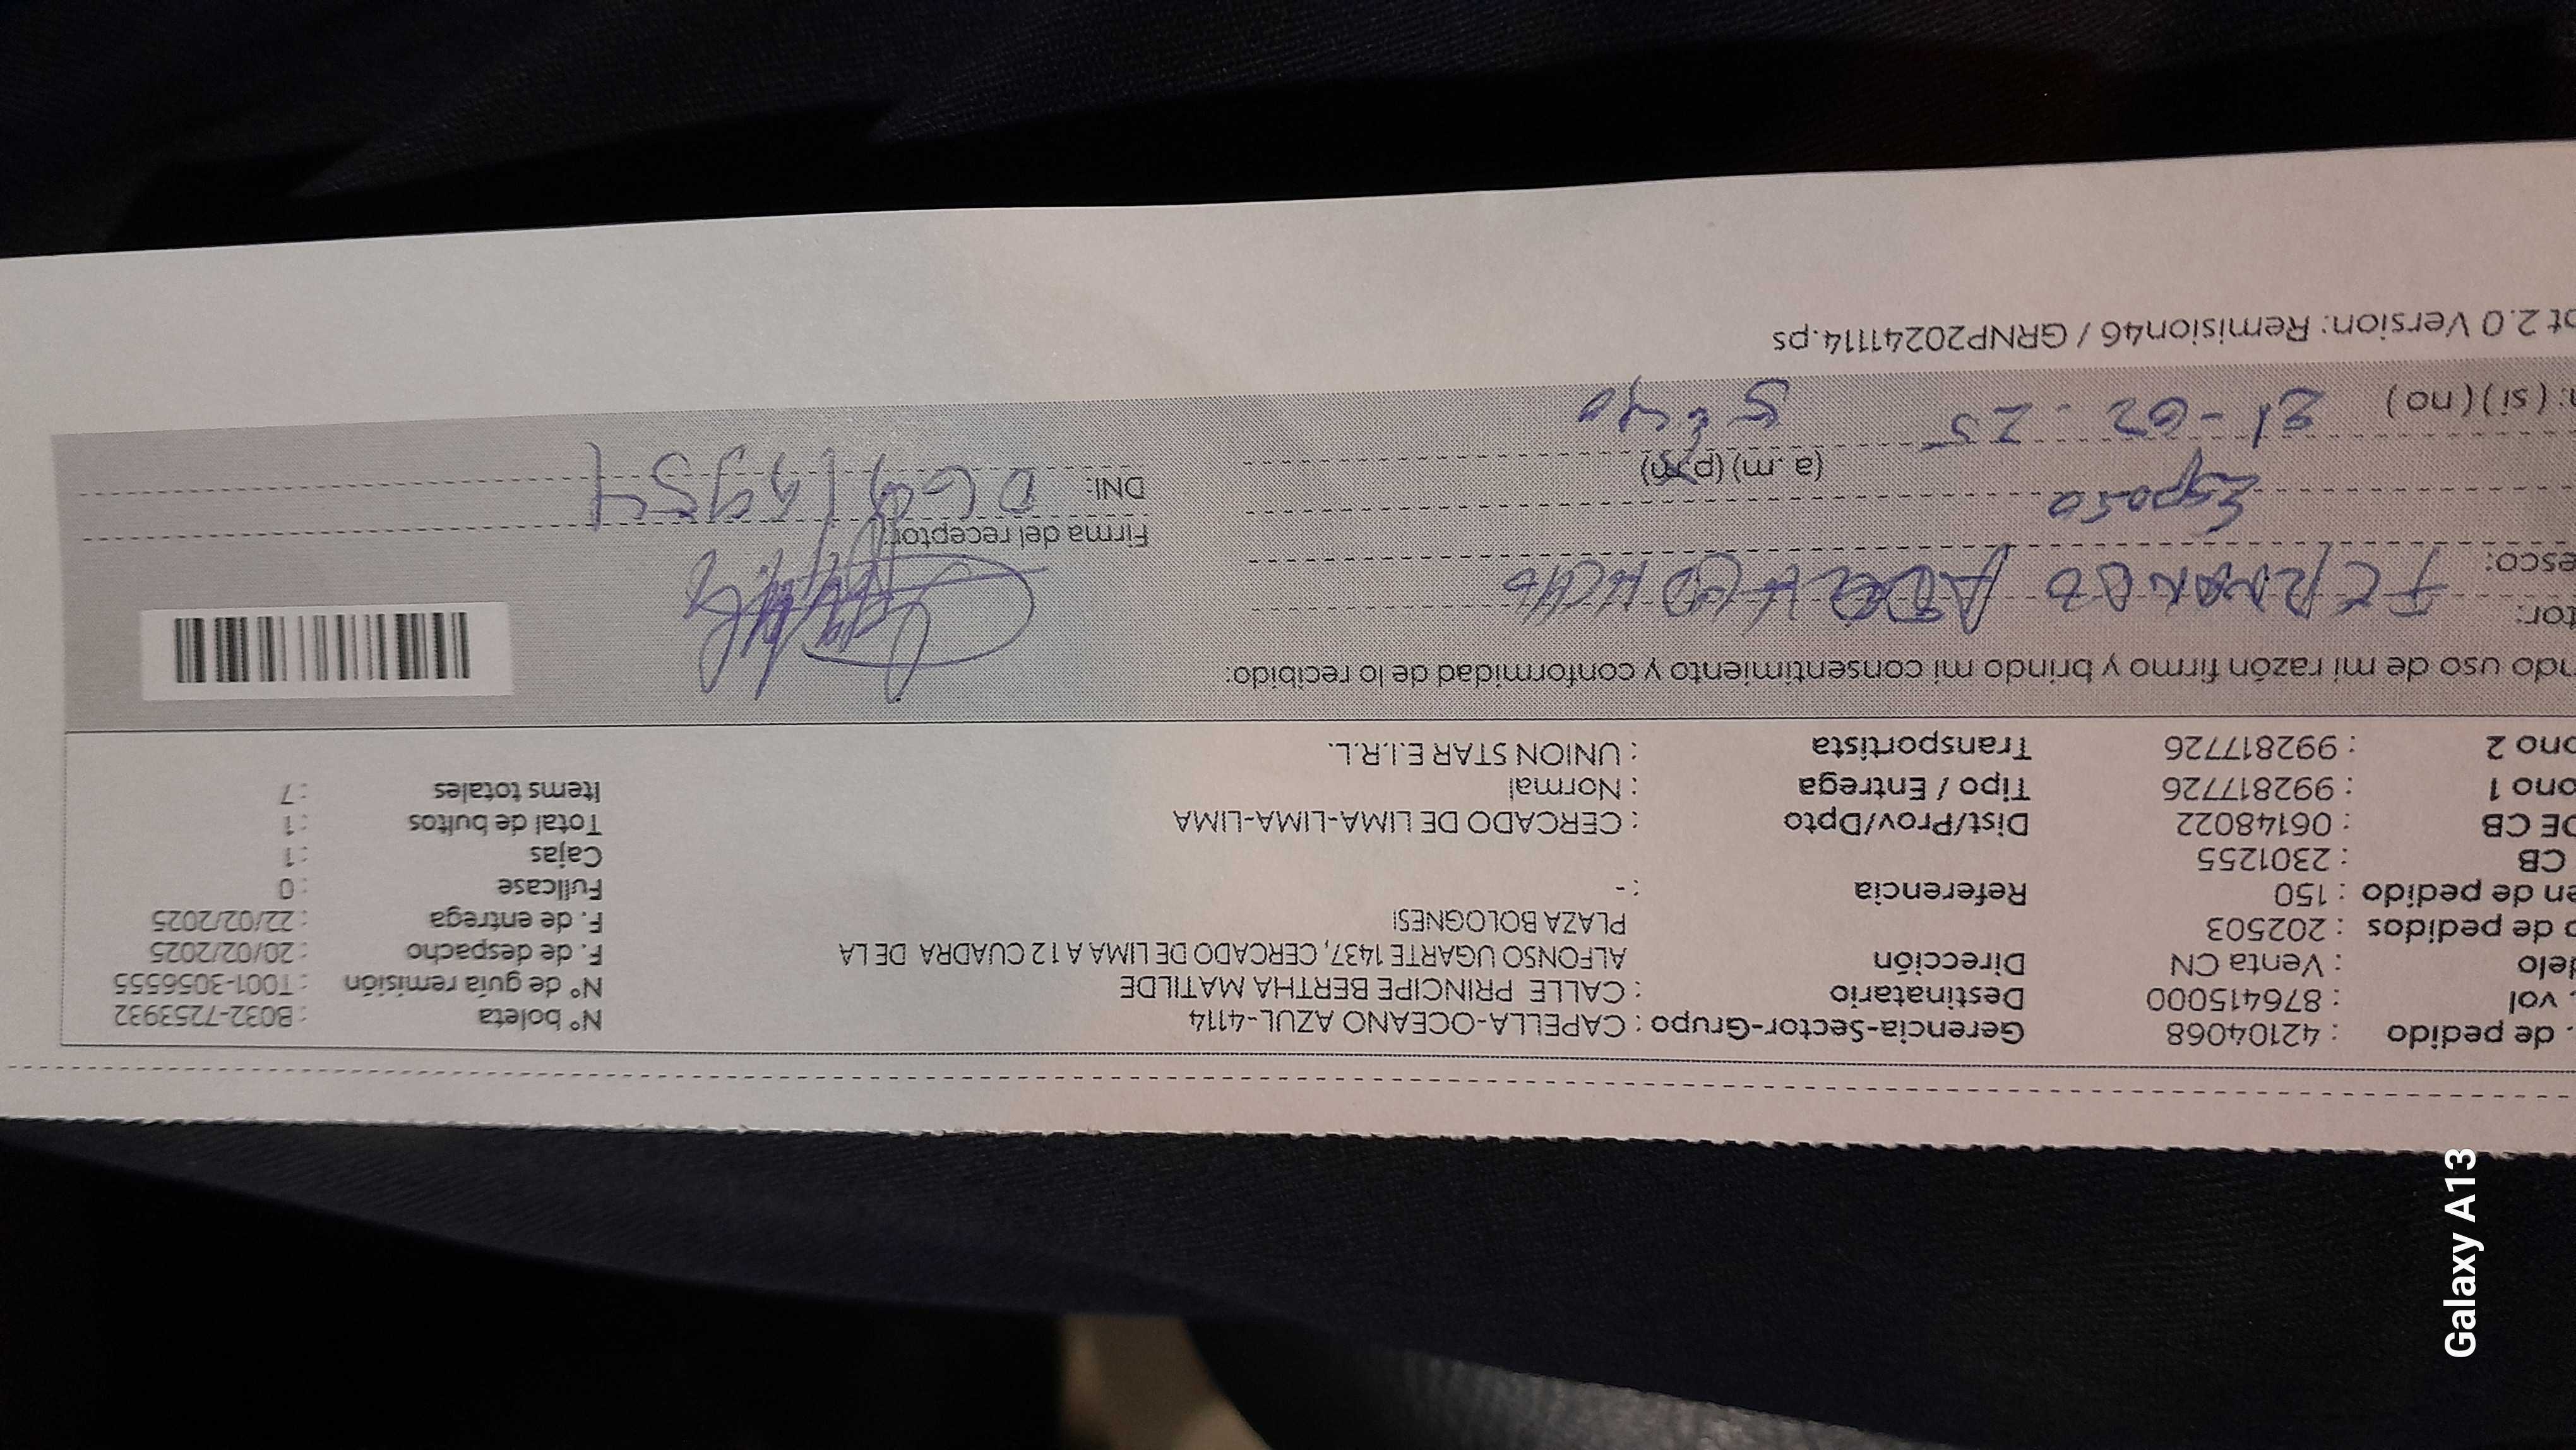 . de pedido : 42104068 Gerencia-Sector-Grupo : CAPELLA-OCEANO AZUL-4114 N° boleta : B032-7253932
. vol : 876415000 Destinatario : CALLE PRINCIPE BERTHA MATILDE N° de guía remisión : T001-3056555
delo : Venta CN Dirección ALFONSO UGARTE 1437, CERCADO DE LIMA A 12 CUADRA DE LA F. de despacho : 20/02/2025
o de pedidos : 202503 PLAZA BOLOGNESI F. de entrega : 22/02/2025
en de pedido : 150 Referencia : - Fullcase : 0
CB : 2301255 Cajas : 1
DE CB : 06148022 Dist/Prov/Dpto : CERCADO DE LIMA-LIMA-LIMA Total de bultos : 1
ono 1 : 992817726 Tipo / Entrega : Normal Items totales : 7
ono 2 : 992817726 Transportista : UNION STAR E.I.R.L.
ndo uso de mi razón firmo y brindo mi consentimiento y conformidad de lo recibido:
tor: FERNANDO
esco: Esposo Firma del receptor:
(a. m) (p. m) DNI:
n: (si) (no) 21-02-25 5:40
ot 2.0 Version: Remision46 / GRNP20241114.ps
Galaxy A13